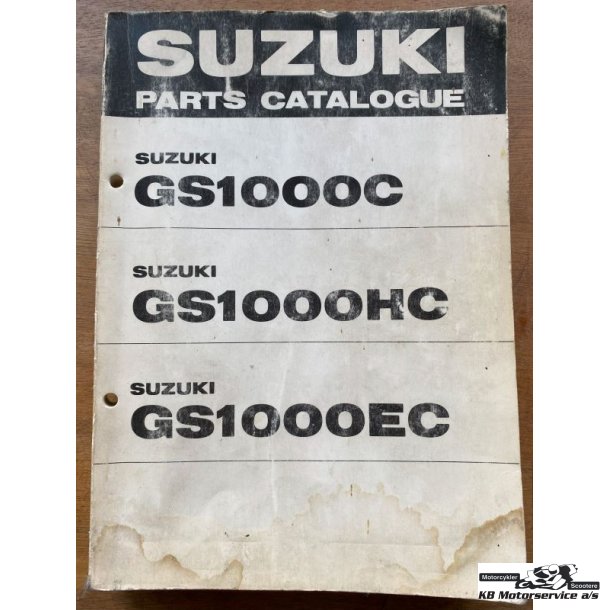 SUZUKI
PARTS CATALOGUE
SUZUKI
GS1000C
SUZUKI
GS1000HC
SUZUKI
GS1000EC
Motorcykler Scootere
KB Motorservice a/s